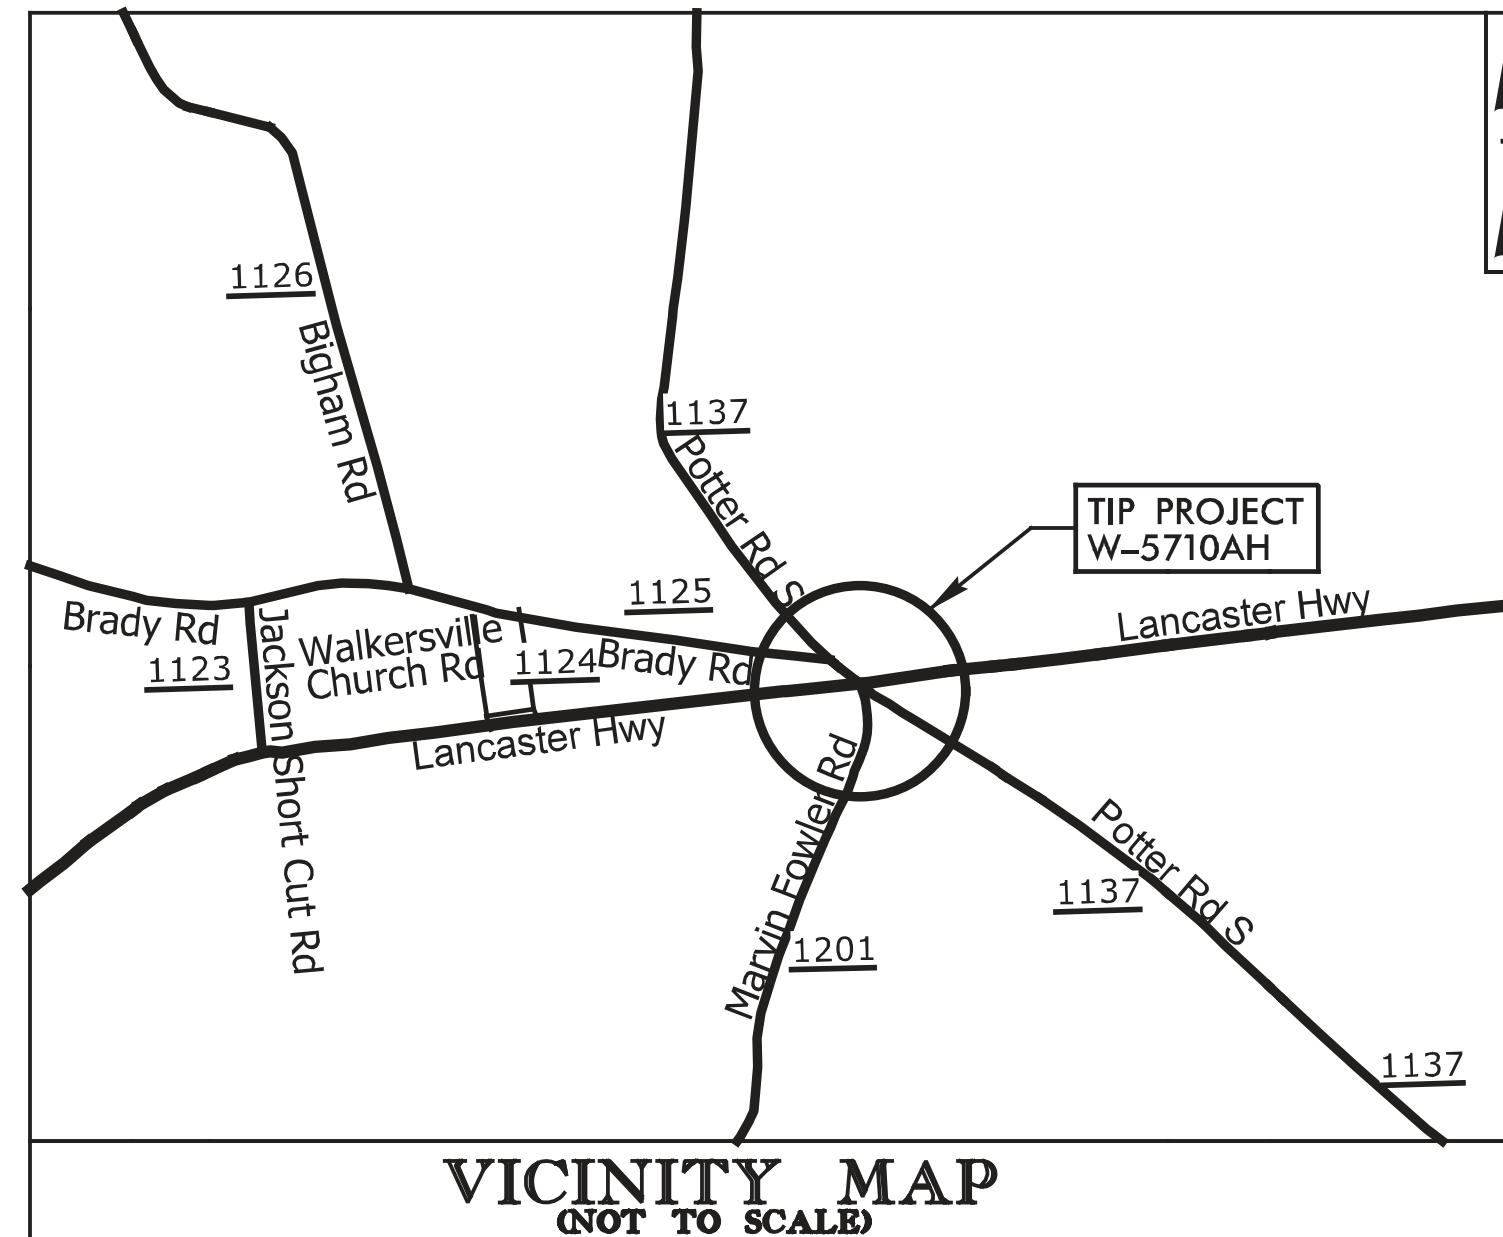 1126
Bigham Rd
1137
Potter Rd S
TIP PROJECT
W-5710AH
1125
Lancaster Hwy
Brady Rd
1123
Jackson Short Cut Rd
Walkersville
Church Rd
1124
Brady Rd
Lancaster Hwy
Marvin Fowler Rd
1201
Potter Rd S
1137
1137
VICINITY MAP
(NOT TO SCALE)